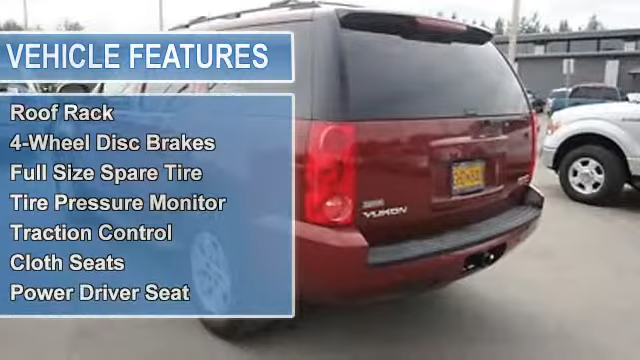 VEHICLE FEATURES
Roof Rack
4-Wheel Disc Brakes
Full Size Spare Tire
Tire Pressure Monitor
Traction Control
Cloth Seats
Power Driver Seat
YUKON